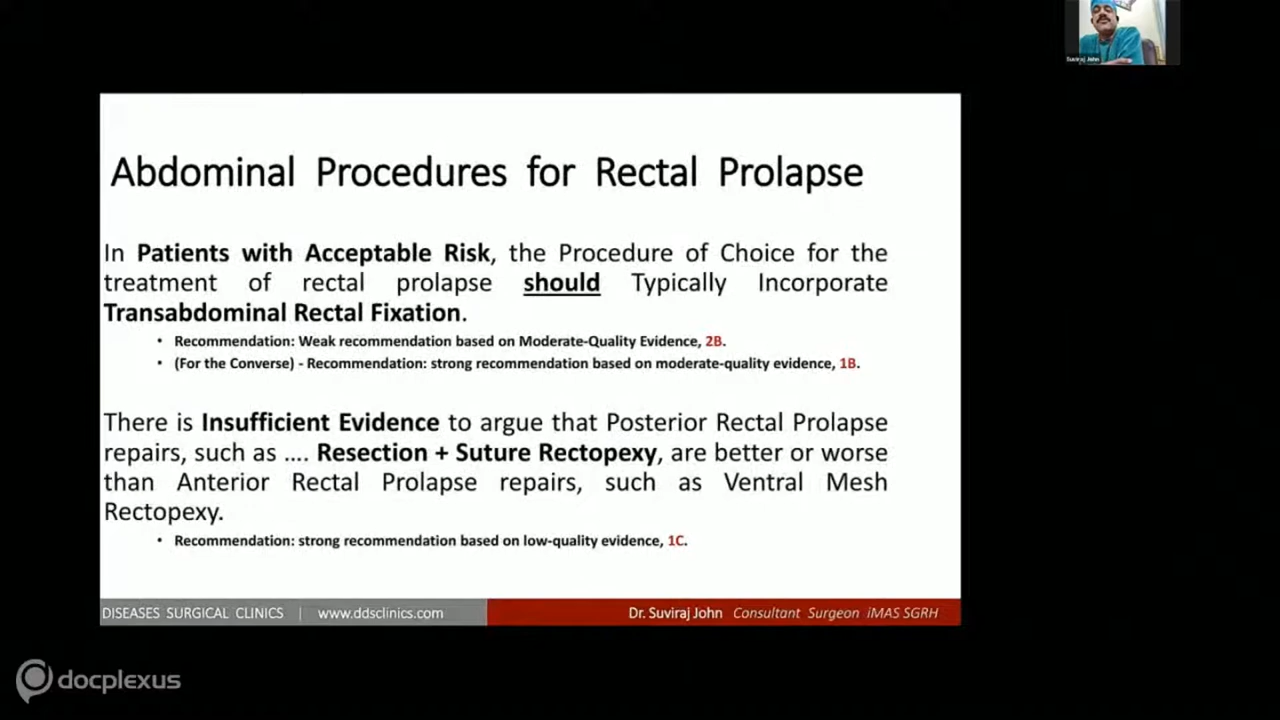 Suviraj John
Abdominal Procedures for Rectal Prolapse
In Patients with Acceptable Risk, the Procedure of Choice for the
treatment of rectal prolapse should Typically Incorporate
Transabdominal Rectal Fixation.
• Recommendation: Weak recommendation based on Moderate-Quality Evidence, 2B.
• (For the Converse) - Recommendation: strong recommendation based on moderate-quality evidence, 1B.
There is Insufficient Evidence to argue that Posterior Rectal Prolapse
repairs, such as .... Resection + Suture Rectopexy, are better or worse
than Anterior Rectal Prolapse repairs, such as Ventral Mesh
Rectopexy.
• Recommendation: strong recommendation based on low-quality evidence, 1C.
DISEASES SURGICAL CLINICS | www.ddsclinics.com Dr. Suviraj John Consultant Surgeon iMAS SGRH
docplexus